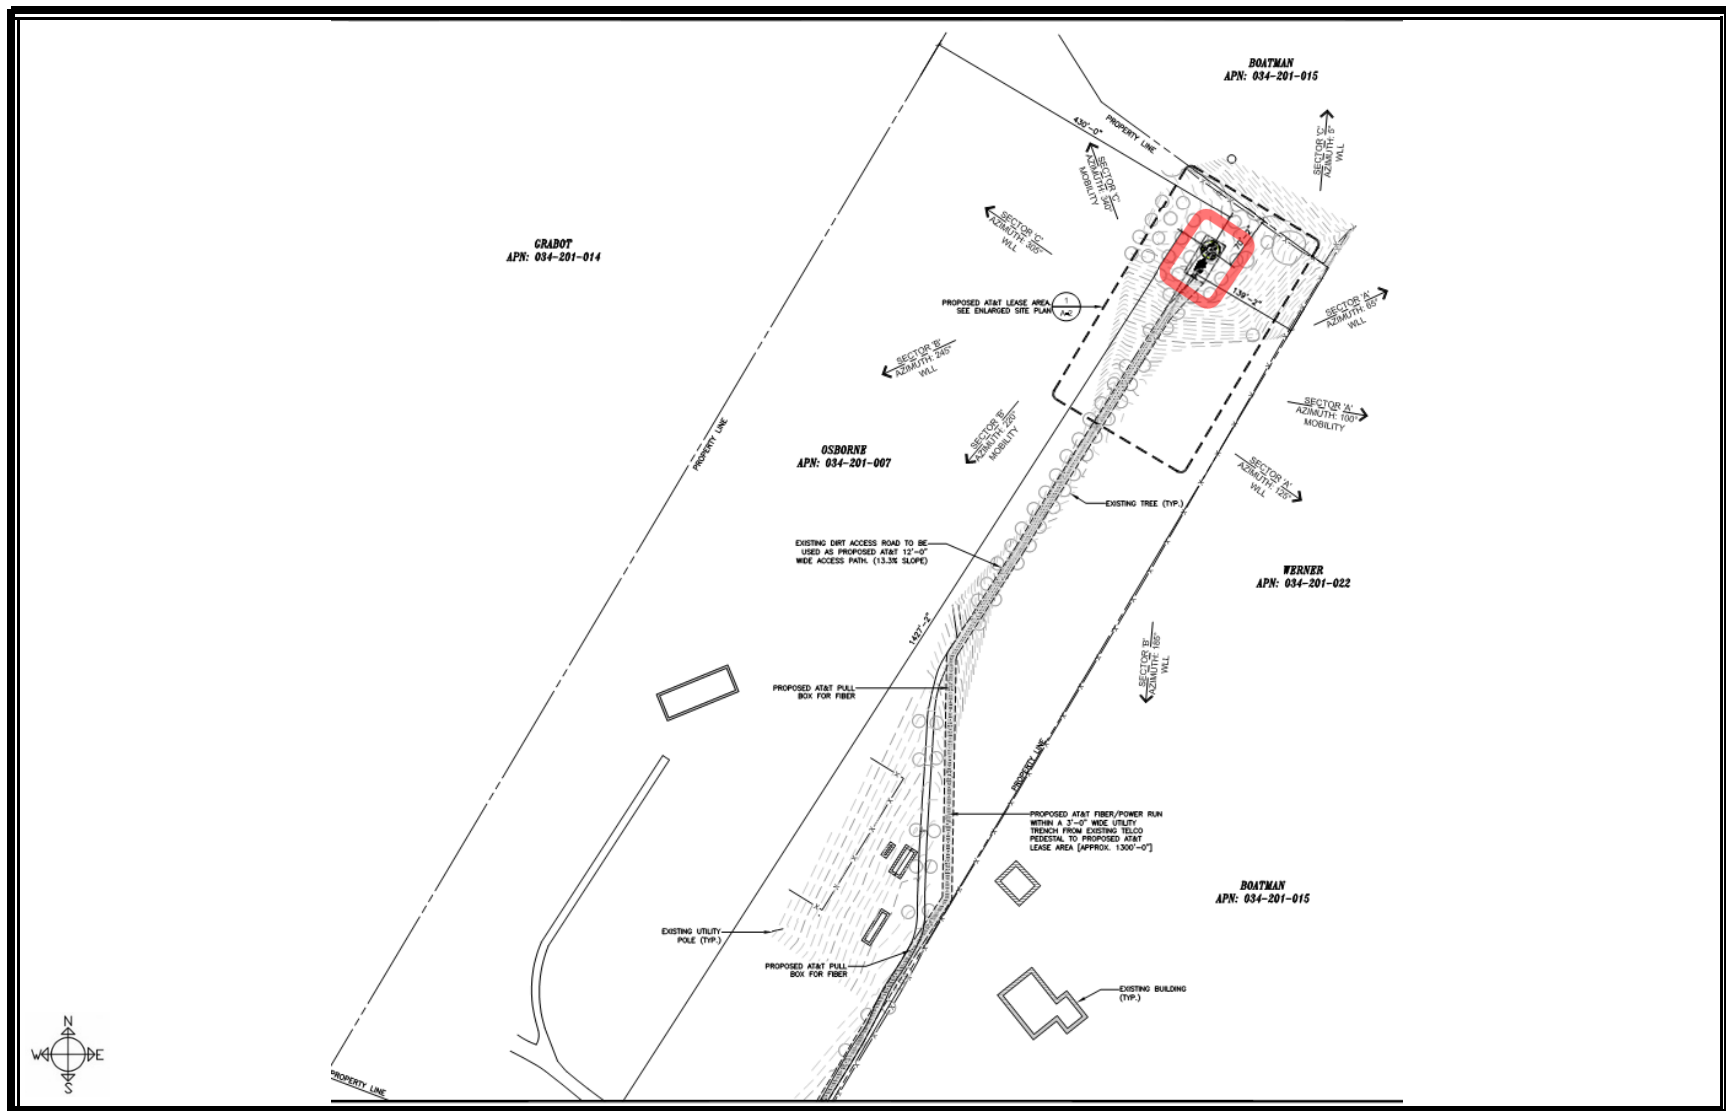 BOATMAN
APN: 034-201-015
430'-0"
PROPERTY LINE
SECTOR 'C'
AZIMUTH: 5°
WLL
SECTOR 'C'
AZIMUTH: 340°
MOBILITY
SECTOR 'C'
AZIMUTH: 305°
WLL
GRABOT
APN: 034-201-014
PROPOSED AT&T LEASE AREA,
SEE ENLARGED SITE PLAN
1
A-2
139'-2"
SECTOR 'A'
AZIMUTH: 65°
WLL
SECTOR 'B'
AZIMUTH: 245°
WLL
SECTOR 'A'
AZIMUTH: 100°
MOBILITY
SECTOR 'B'
AZIMUTH: 220°
MOBILITY
PROPERTY LINE
OSBORNE
APN: 034-201-007
SECTOR 'A'
AZIMUTH: 125°
WLL
EXISTING TREE (TYP.)
EXISTING DIRT ACCESS ROAD TO BE
USED AS PROPOSED AT&T 12'-0"
WIDE ACCESS PATH. (13.3% SLOPE)
WERNER
APN: 034-201-022
1427'-2"
SECTOR 'B'
AZIMUTH: 185°
WLL
PROPOSED AT&T PULL
BOX FOR FIBER
PROPERTY LINE
PROPOSED AT&T FIBER/POWER RUN
WITHIN A 3'-0" WIDE UTILITY
TRENCH FROM EXISTING TELCO
PEDESTAL TO PROPOSED AT&T
LEASE AREA [APPROX. 1300'-0"]
BOATMAN
APN: 034-201-015
EXISTING UTILITY
POLE (TYP.)
PROPOSED AT&T PULL
BOX FOR FIBER
EXISTING BUILDING
(TYP.)
N
W E
S
PROPERTY LINE